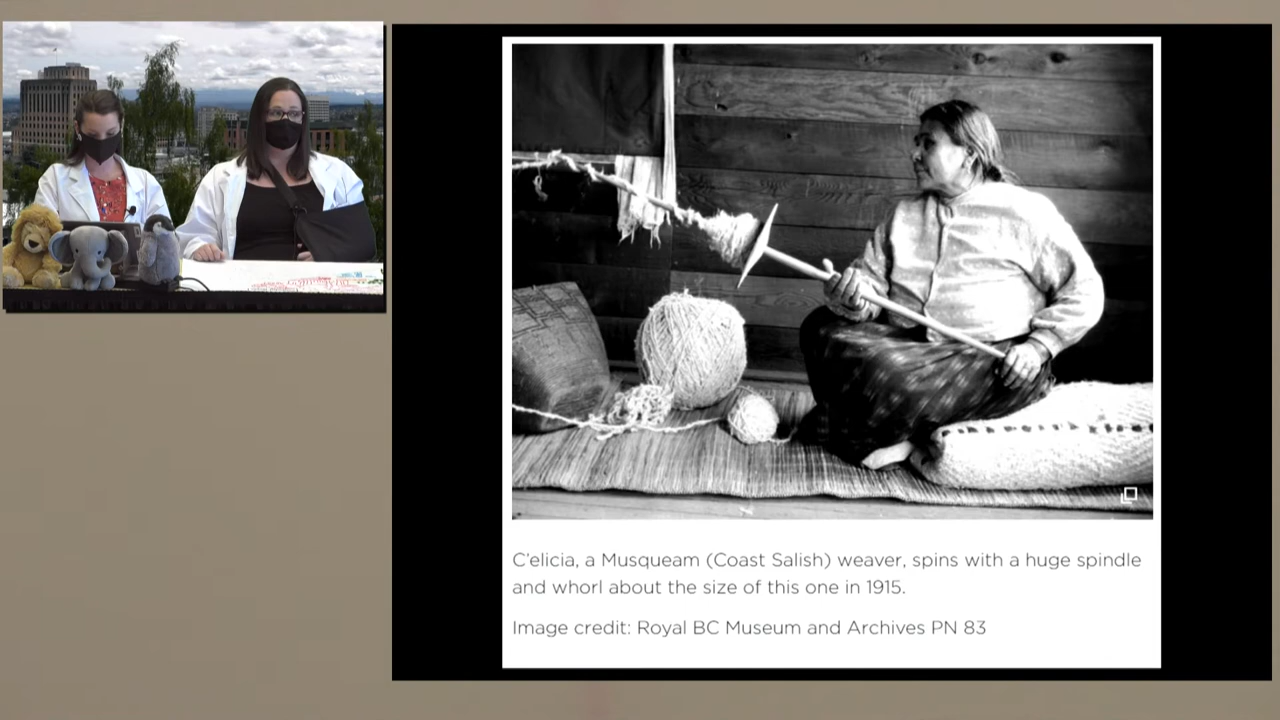 C'elicia, a Musqueam (Coast Salish) weaver, spins with a huge spindle
and whorl about the size of this one in 1915.
Image credit: Royal BC Museum and Archives PN 83